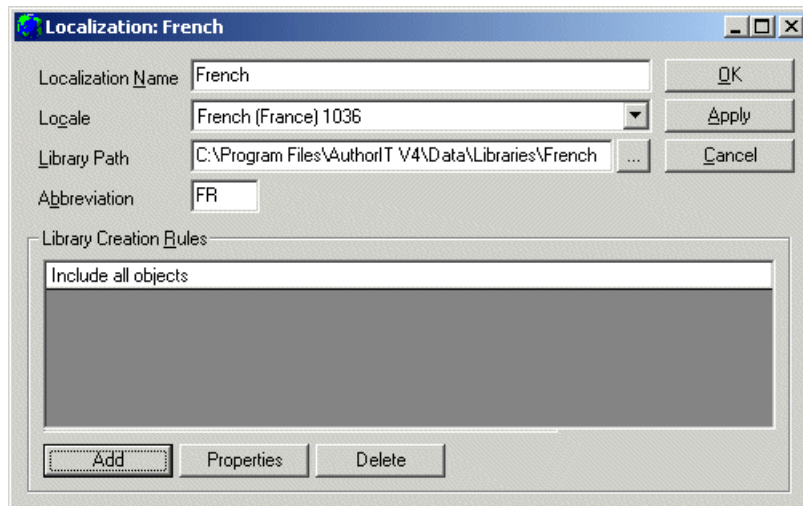 Localization: French
Localization Name French OK
Locale French (France) 1036 Apply
Library Path C:\Program Files\AuthorIT V4\Data\Libraries\French ... Cancel
Abbreviation FR
Library Creation Rules
Include all objects
Add Properties Delete